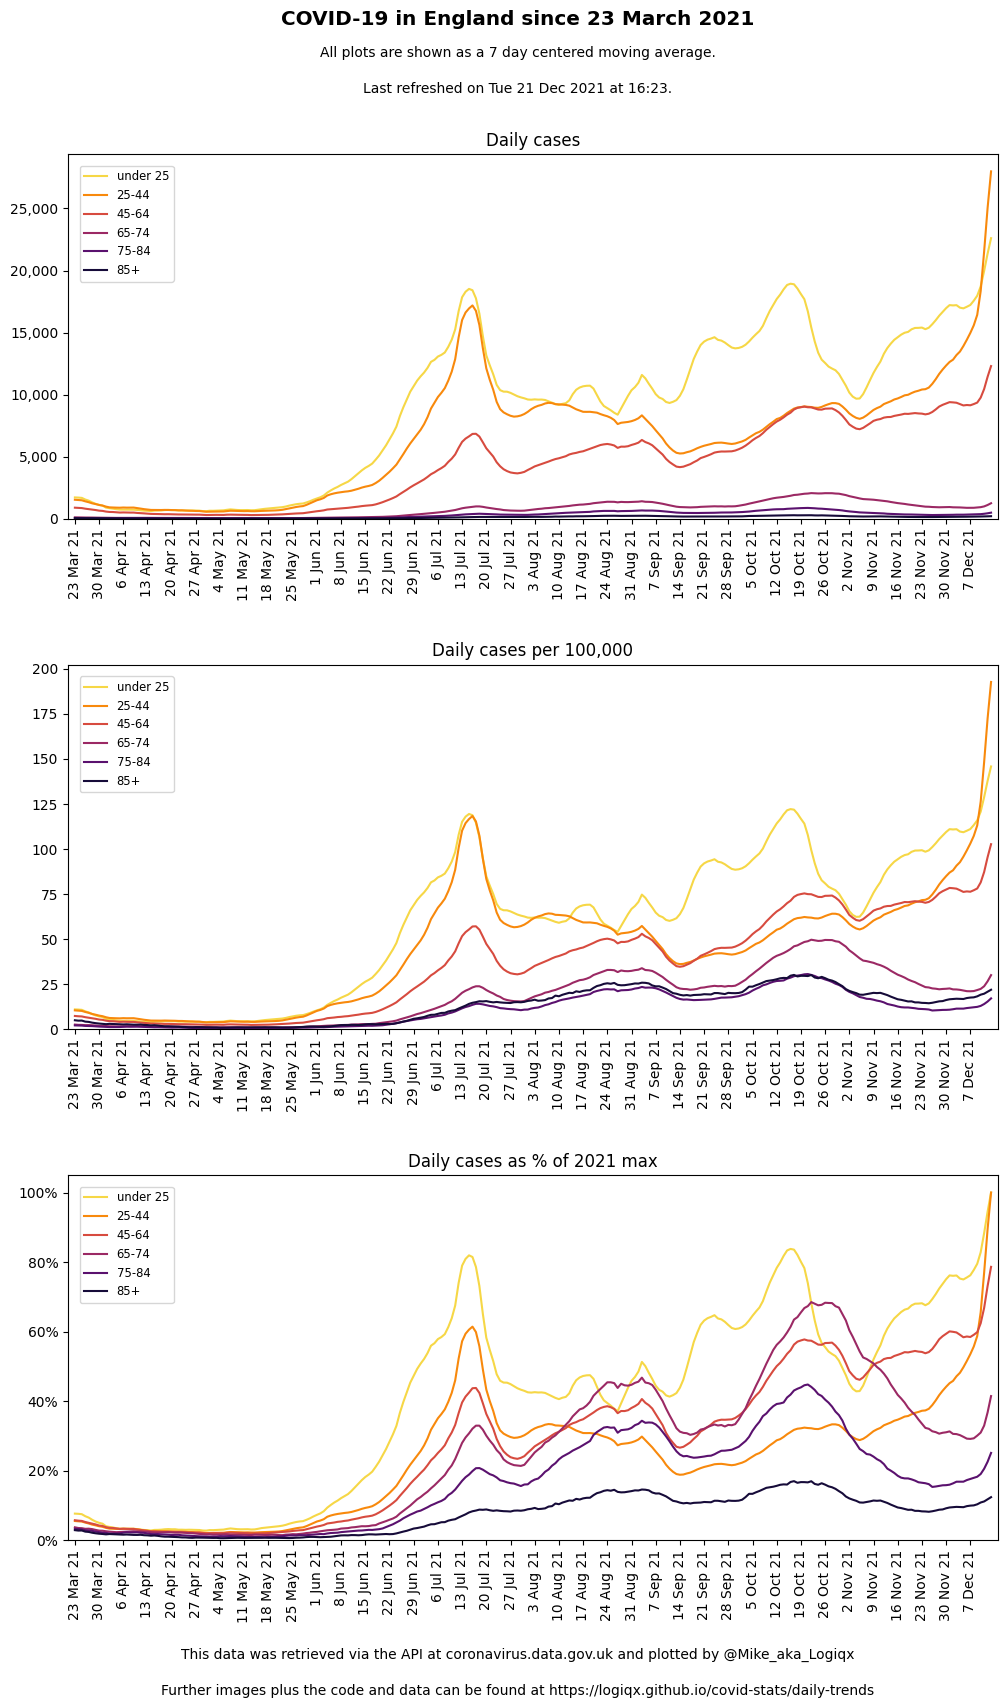 COVID-19 in England since 23 March 2021
All plots are shown as a 7 day centered moving average.
Last refreshed on Tue 21 Dec 2021 at 16:23.
Daily cases
under 25
25-44
45-64
65-74
75-84
85+
25,000
20,000
15,000
10,000
5,000
0
23 Mar 21
30 Mar 21
6 Apr 21
13 Apr 21
20 Apr 21
27 Apr 21
4 May 21
11 May 21
18 May 21
25 May 21
1 Jun 21
8 Jun 21
15 Jun 21
22 Jun 21
29 Jun 21
6 Jul 21
13 Jul 21
20 Jul 21
27 Jul 21
3 Aug 21
10 Aug 21
17 Aug 21
24 Aug 21
31 Aug 21
7 Sep 21
14 Sep 21
21 Sep 21
28 Sep 21
5 Oct 21
12 Oct 21
19 Oct 21
26 Oct 21
2 Nov 21
9 Nov 21
16 Nov 21
23 Nov 21
30 Nov 21
7 Dec 21
Daily cases per 100,000
under 25
25-44
45-64
65-74
75-84
85+
200
175
150
125
100
75
50
25
0
23 Mar 21
30 Mar 21
6 Apr 21
13 Apr 21
20 Apr 21
27 Apr 21
4 May 21
11 May 21
18 May 21
25 May 21
1 Jun 21
8 Jun 21
15 Jun 21
22 Jun 21
29 Jun 21
6 Jul 21
13 Jul 21
20 Jul 21
27 Jul 21
3 Aug 21
10 Aug 21
17 Aug 21
24 Aug 21
31 Aug 21
7 Sep 21
14 Sep 21
21 Sep 21
28 Sep 21
5 Oct 21
12 Oct 21
19 Oct 21
26 Oct 21
2 Nov 21
9 Nov 21
16 Nov 21
23 Nov 21
30 Nov 21
7 Dec 21
Daily cases as % of 2021 max
under 25
25-44
45-64
65-74
75-84
85+
100%
80%
60%
40%
20%
0%
23 Mar 21
30 Mar 21
6 Apr 21
13 Apr 21
20 Apr 21
27 Apr 21
4 May 21
11 May 21
18 May 21
25 May 21
1 Jun 21
8 Jun 21
15 Jun 21
22 Jun 21
29 Jun 21
6 Jul 21
13 Jul 21
20 Jul 21
27 Jul 21
3 Aug 21
10 Aug 21
17 Aug 21
24 Aug 21
31 Aug 21
7 Sep 21
14 Sep 21
21 Sep 21
28 Sep 21
5 Oct 21
12 Oct 21
19 Oct 21
26 Oct 21
2 Nov 21
9 Nov 21
16 Nov 21
23 Nov 21
30 Nov 21
7 Dec 21
This data was retrieved via the API at coronavirus.data.gov.uk and plotted by @Mike_aka_Logiqx
Further images plus the code and data can be found at https://logiqx.github.io/covid-stats/daily-trends